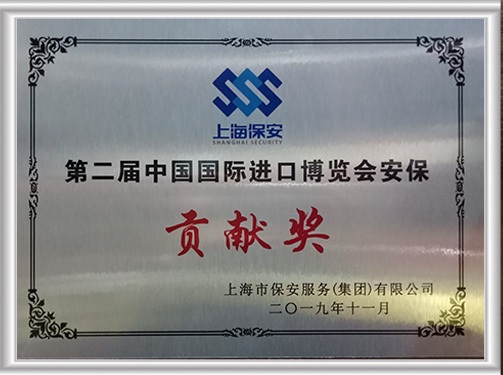 SSS
上海保安
SHANGHAI SECURITY
第二届中国国际进口博览会安保
贡献奖
上海市保安服务(集团)有限公司
二〇一九年十一月